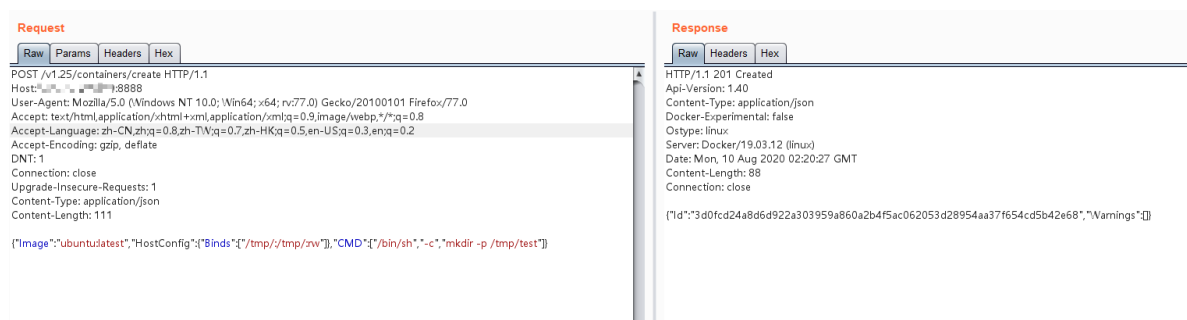 Request
Raw Params Headers Hex
POST /v1.25/containers/create HTTP/1.1
Host: :8888
User-Agent: Mozilla/5.0 (Windows NT 10.0; Win64; x64; rv:77.0) Gecko/20100101 Firefox/77.0
Accept: text/html,application/xhtml+xml,application/xml;q=0.9,image/webp,*/*;q=0.8
Accept-Language: zh-CN,zh;q=0.8,zh-TW;q=0.7,zh-HK;q=0.5,en-US;q=0.3,en;q=0.2
Accept-Encoding: gzip, deflate
DNT: 1
Connection: close
Upgrade-Insecure-Requests: 1
Content-Type: application/json
Content-Length: 111
{"Image":"ubuntu:latest","HostConfig":{"Binds":["/tmp/:/tmp/:rw"]},"CMD":["/bin/sh","-c","mkdir -p /tmp/test"]}
Response
Raw Headers Hex
HTTP/1.1 201 Created
Api-Version: 1.40
Content-Type: application/json
Docker-Experimental: false
Ostype: linux
Server: Docker/19.03.12 (linux)
Date: Mon, 10 Aug 2020 02:20:27 GMT
Content-Length: 88
Connection: close
{"Id":"3d0fcd24a8d6d922a303959a860a2b4f5ac062053d28954aa37f654cd5b42e68","Warnings":[]}